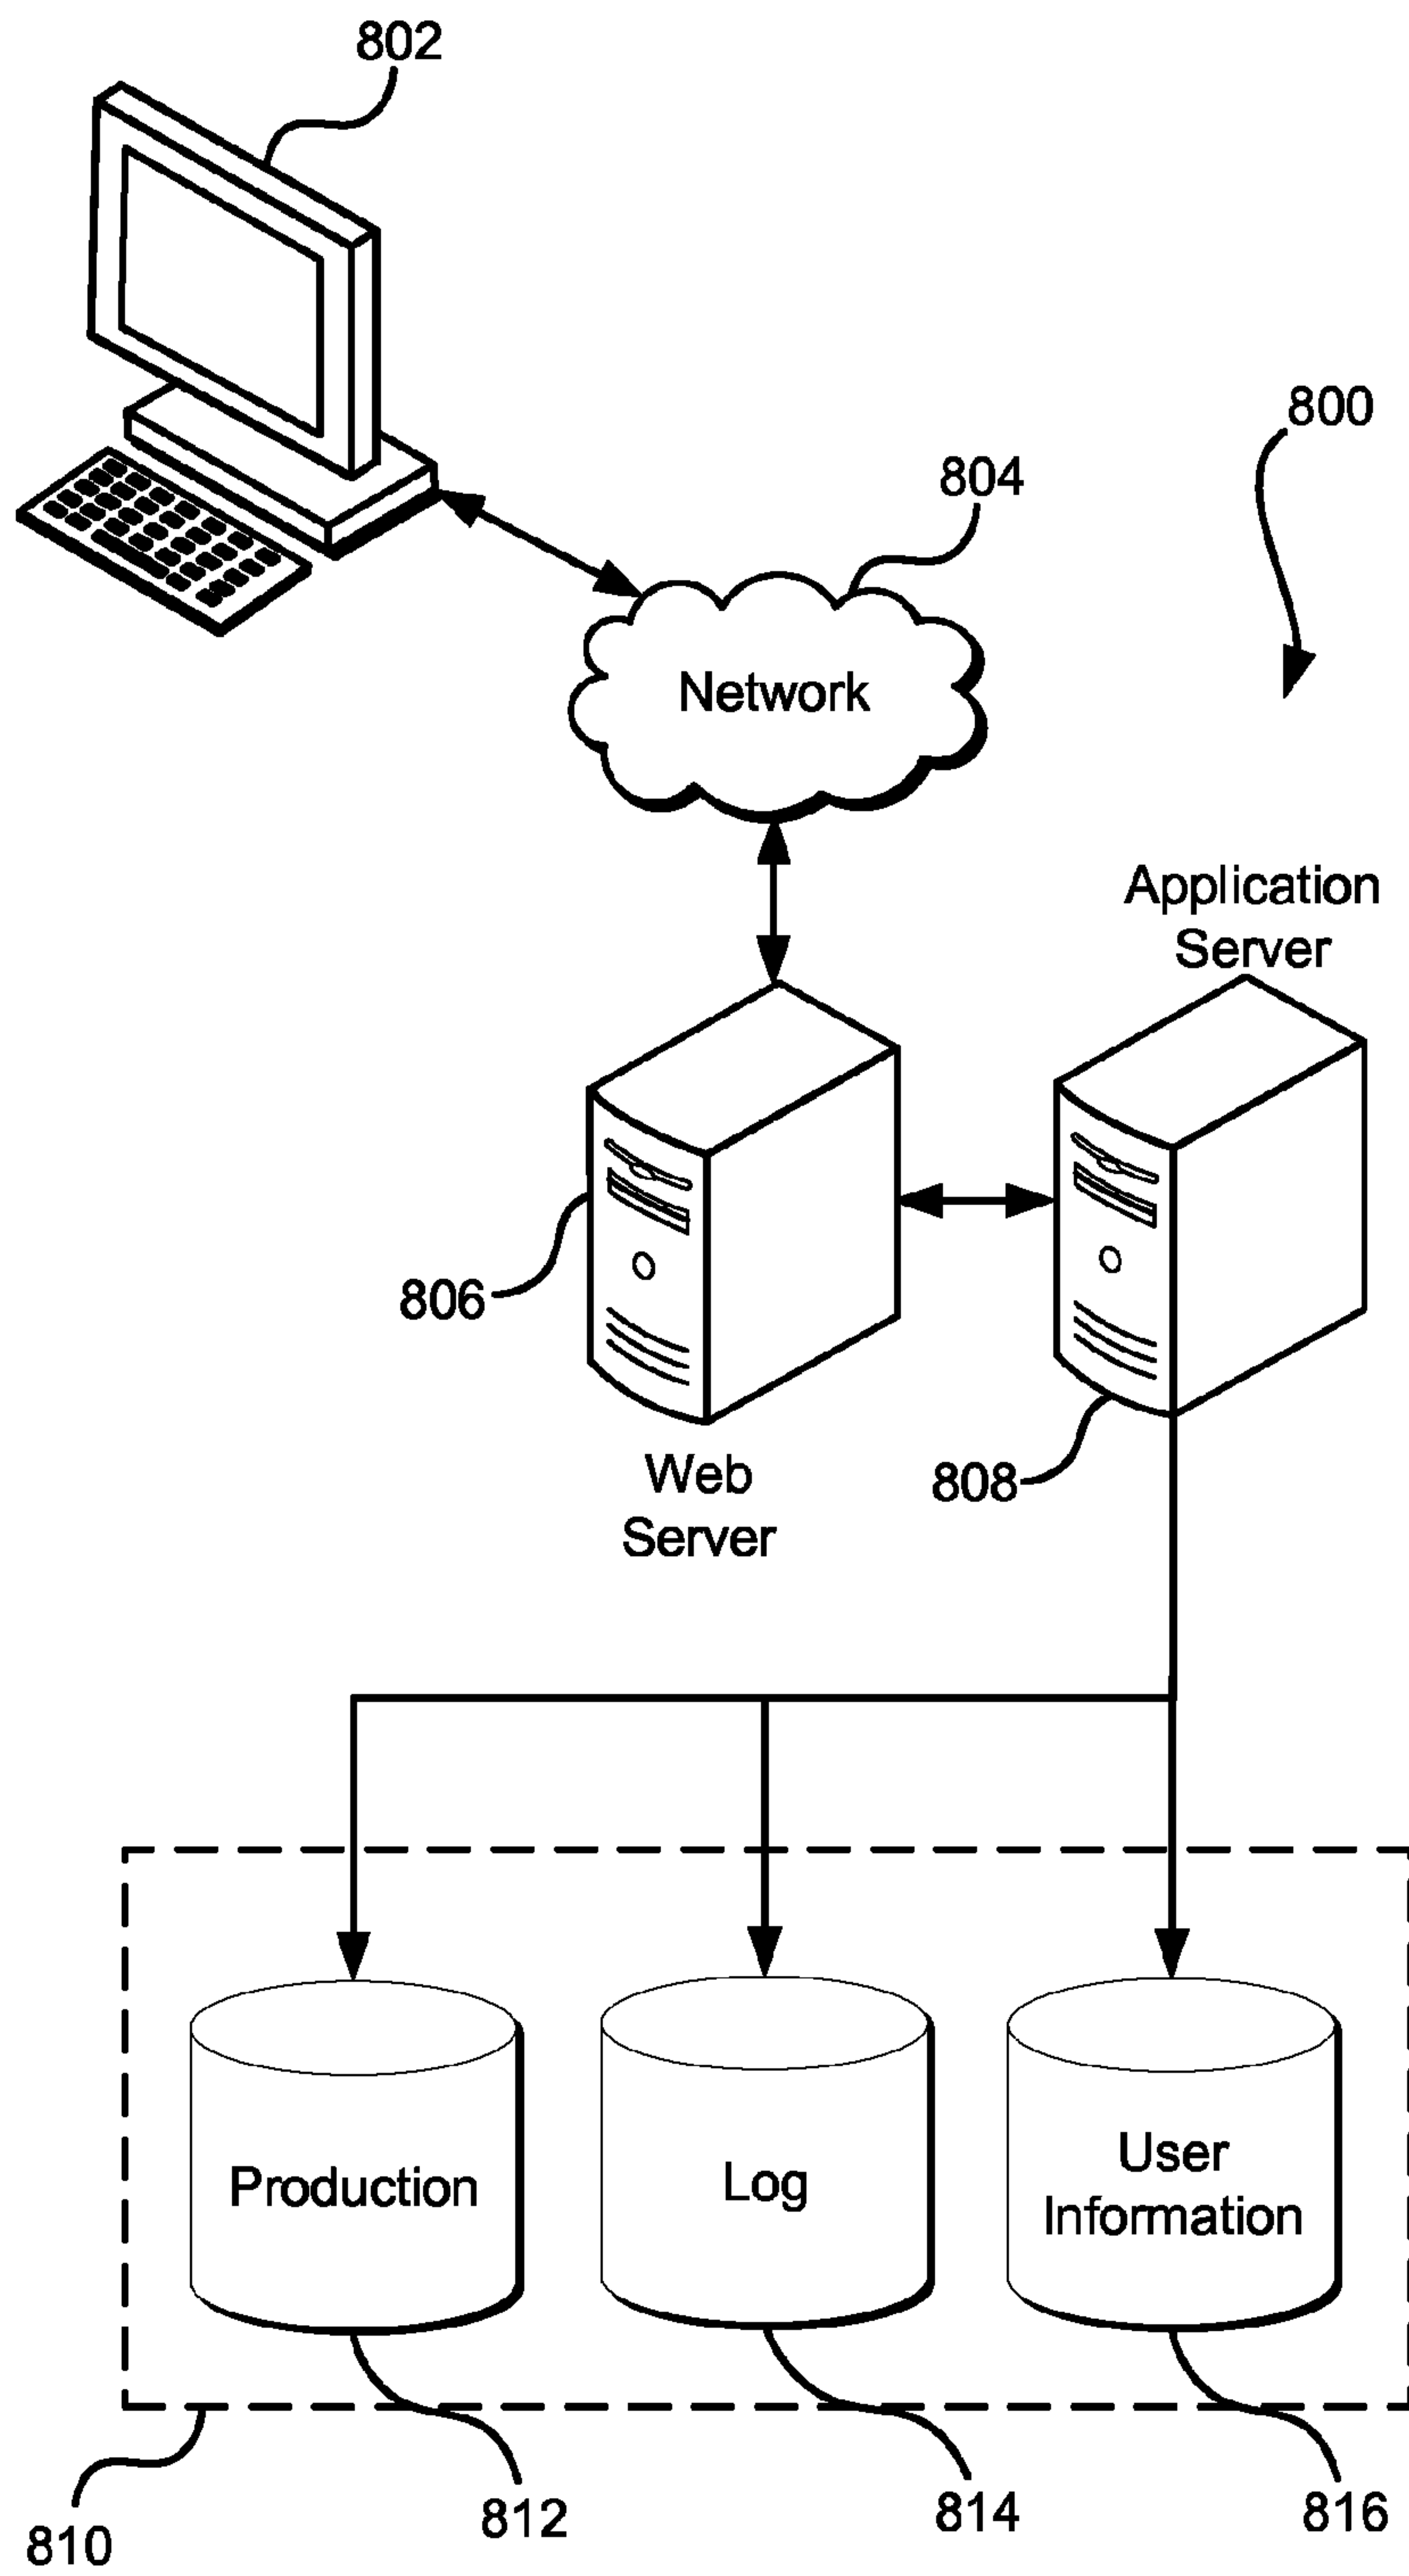 802
800
804
Network
Application
Server
806
Web
Server
808
Production
Log
User
Information
810
812
814
816